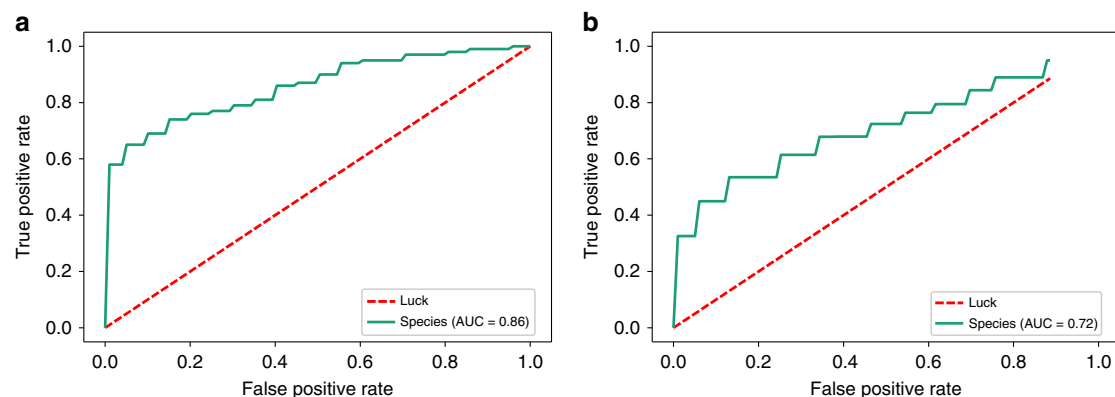 a
1.0
0.8
0.6
0.4
0.2
0.0
True positive rate
Luck
Species (AUC = 0.86)
0.0 0.2 0.4 0.6 0.8 1.0
False positive rate
b
1.0
0.8
0.6
0.4
0.2
0.0
True positive rate
Luck
Species (AUC = 0.72)
0.0 0.2 0.4 0.6 0.8 1.0
False positive rate